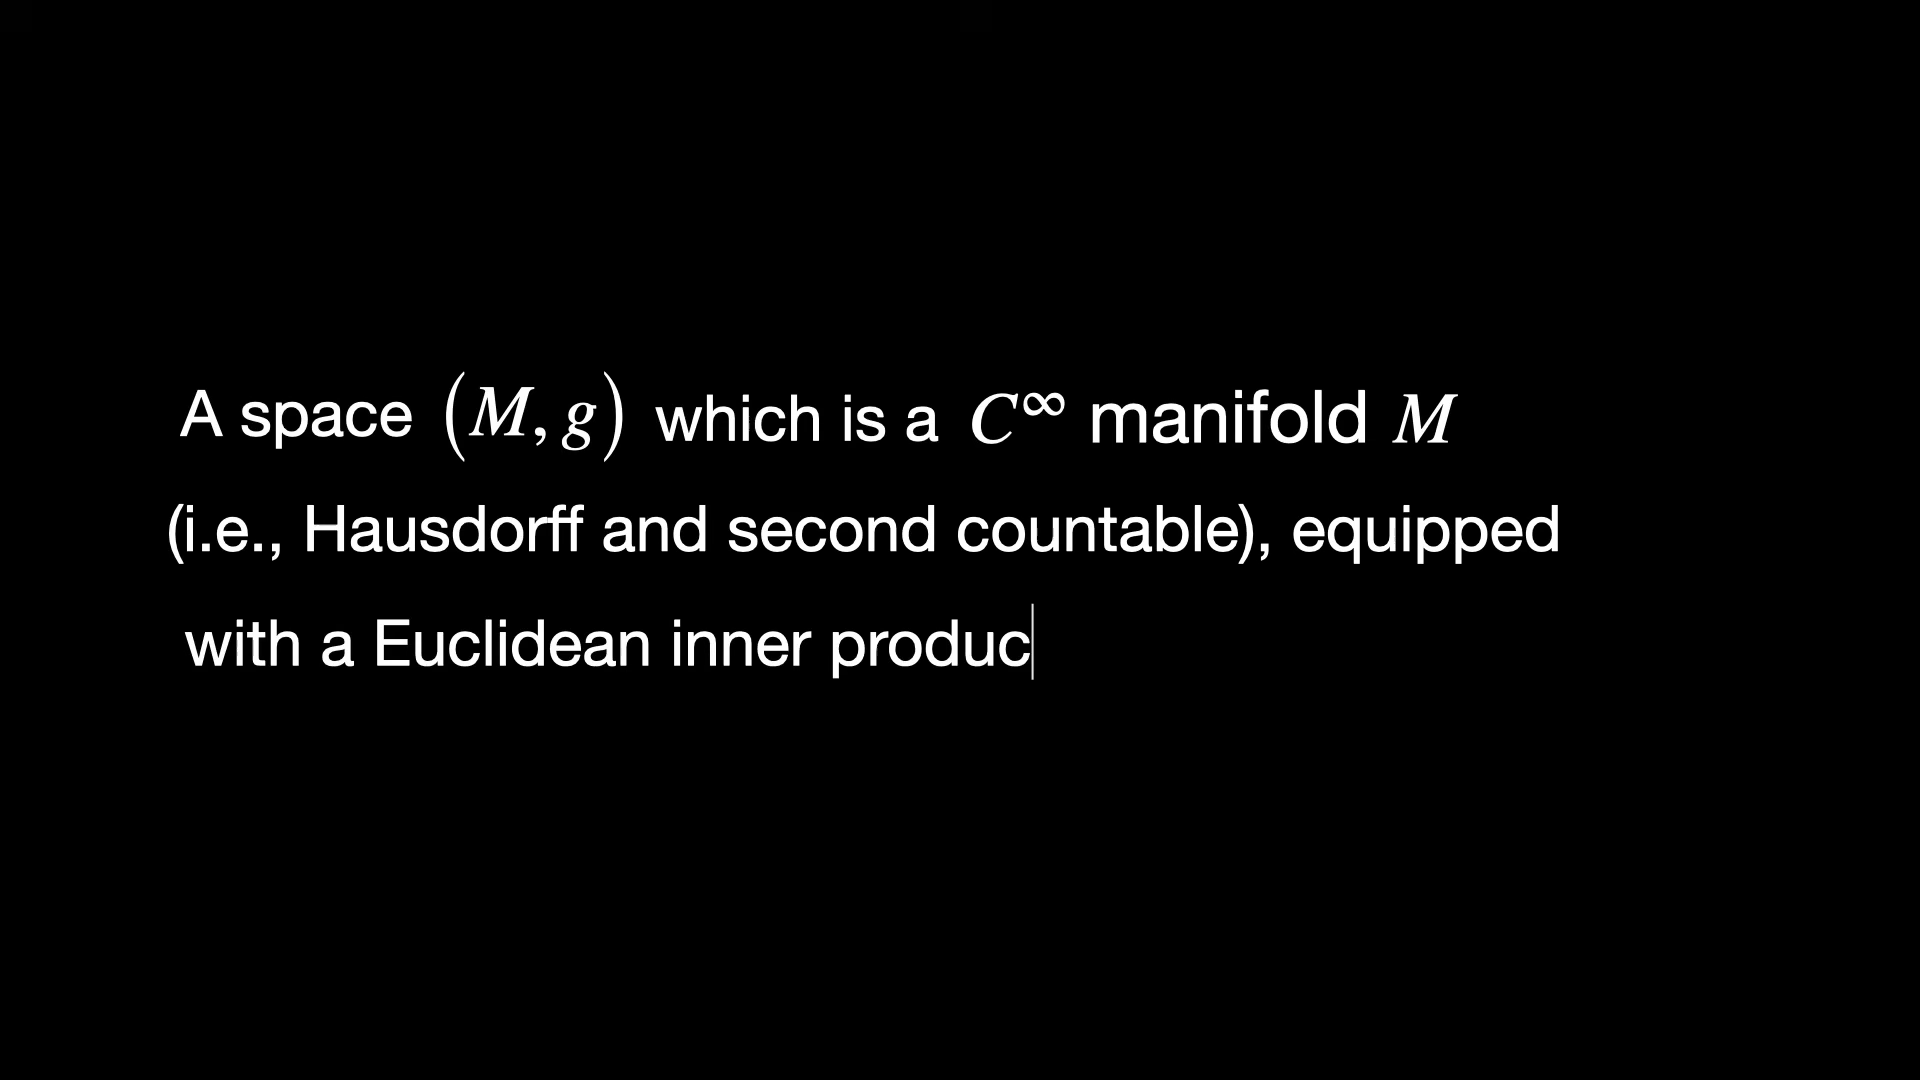 A space (M, g) which is a C^∞ manifold M
(i.e., Hausdorff and second countable), equipped
with a Euclidean inner produc